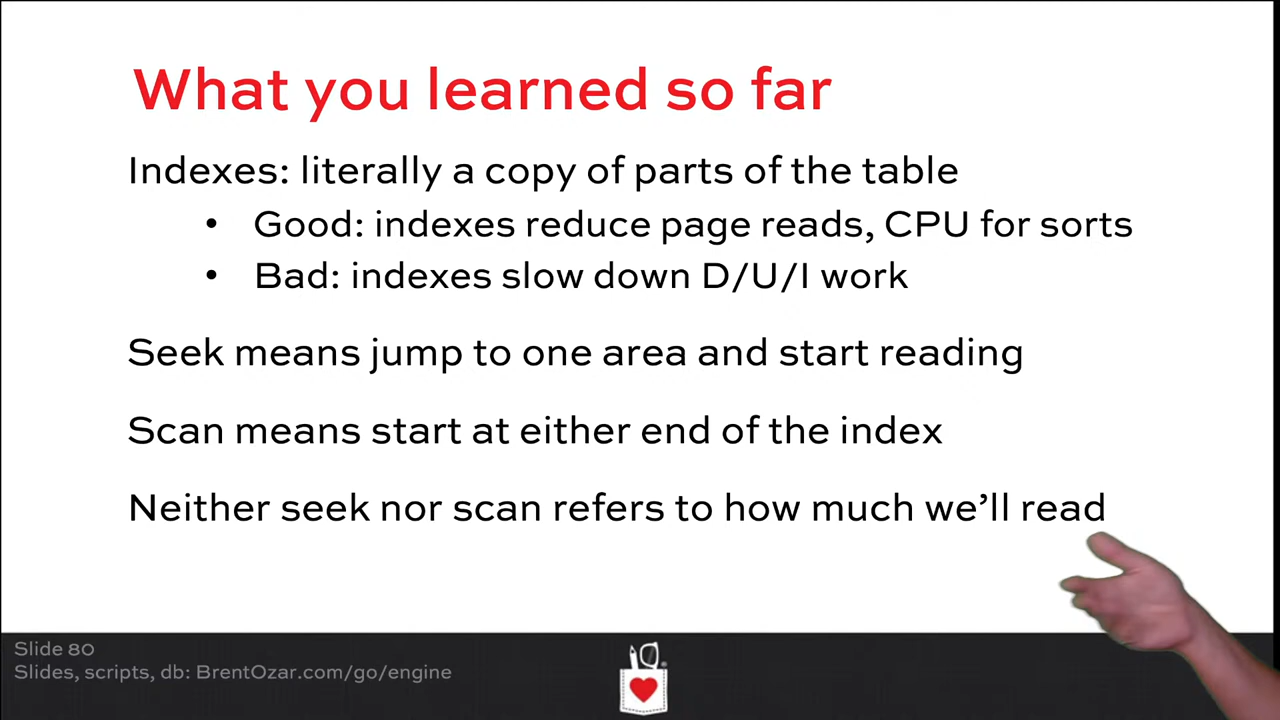 What you learned so far
Indexes: literally a copy of parts of the table
• Good: indexes reduce page reads, CPU for sorts
• Bad: indexes slow down D/U/I work
Seek means jump to one area and start reading
Scan means start at either end of the index
Neither seek nor scan refers to how much we’ll read
Slide 80
Slides, scripts, db: BrentOzar.com/go/engine